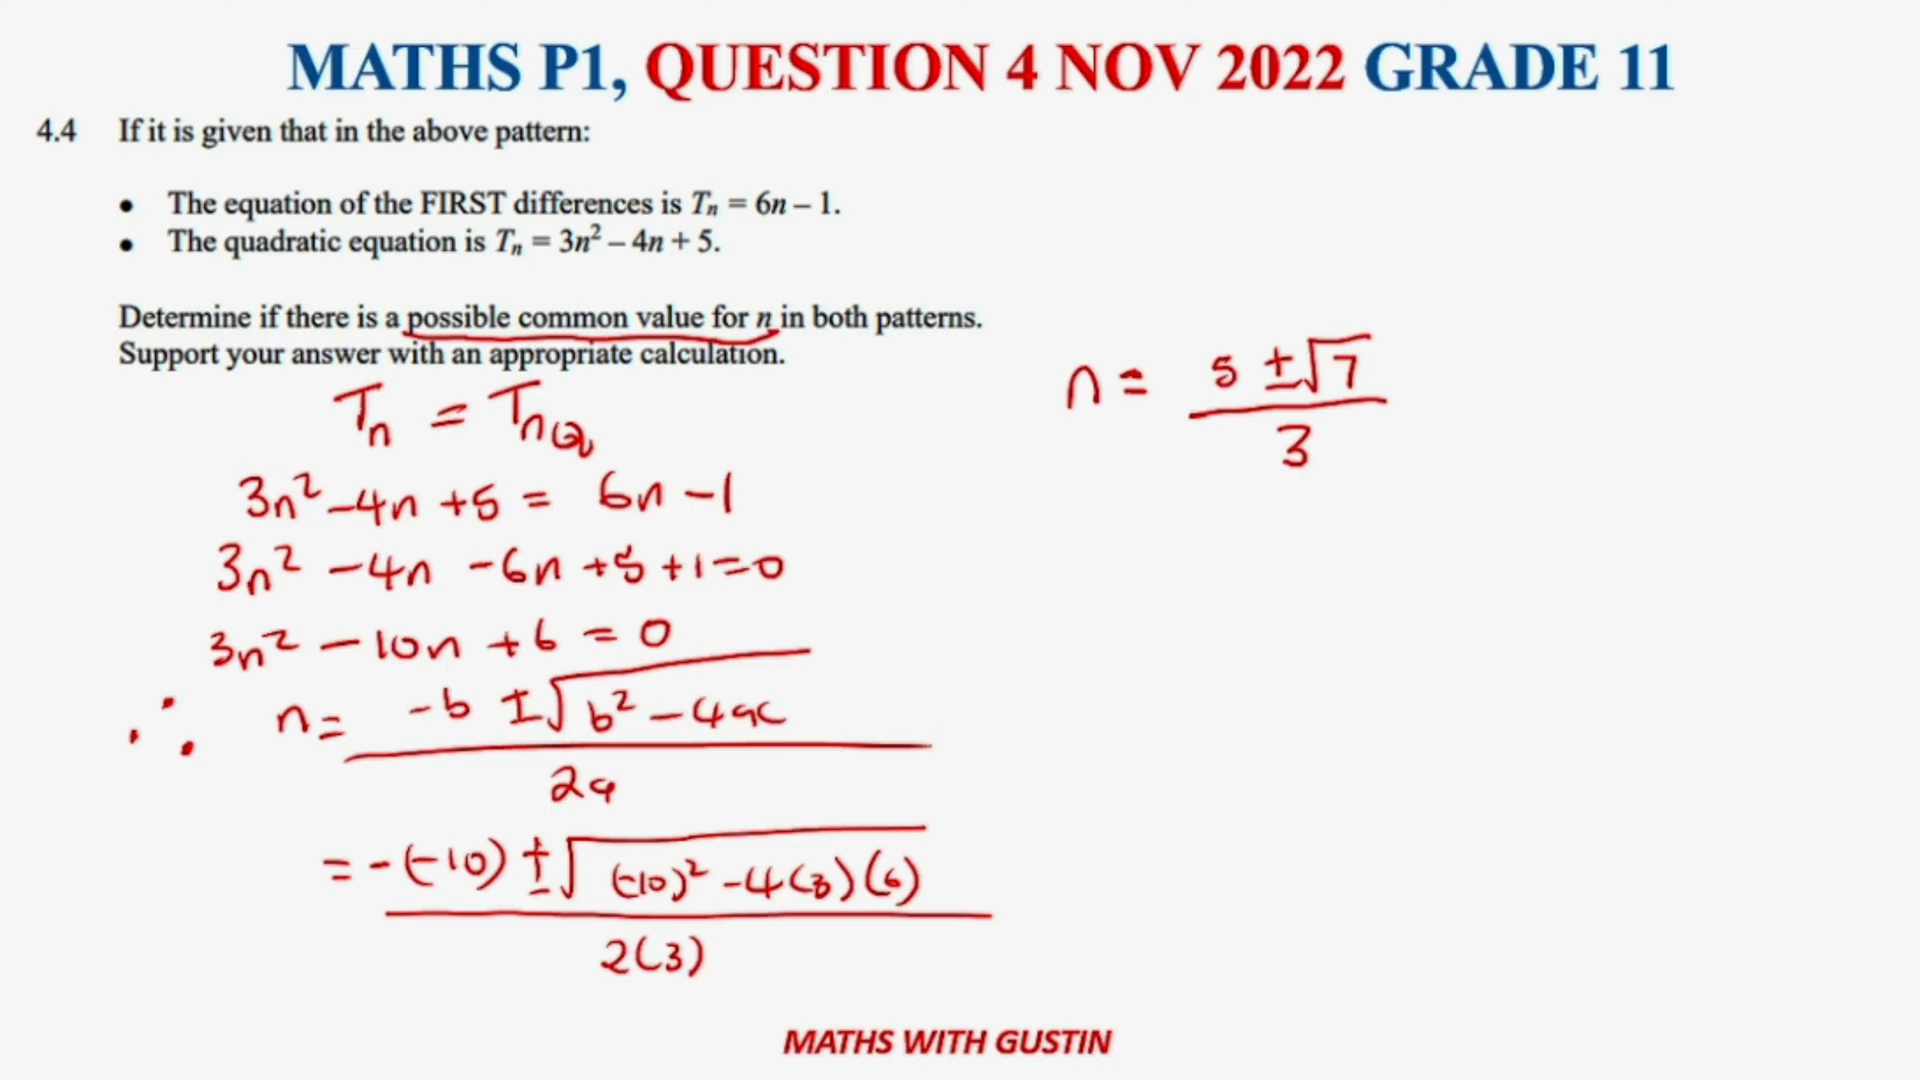 MATHS P1, QUESTION 4 NOV 2022 GRADE 11
4.4 If it is given that in the above pattern:
• The equation of the FIRST differences is Tₙ = 6n – 1.
• The quadratic equation is Tₙ = 3n² – 4n + 5.
Determine if there is a possible common value for n in both patterns.
Support your answer with an appropriate calculation.
Tn = TnQ
3n² -4n +5 = 6n -1
3n² -4n -6n +5 +1 =0
3n² - 10n + 6 = 0
∴ n = -b ±√b² - 4ac
2a
= -(-10) ±√(-10)² -4(3)(6)
2(3)
n = 5 ±√7
3
MATHS WITH GUSTIN